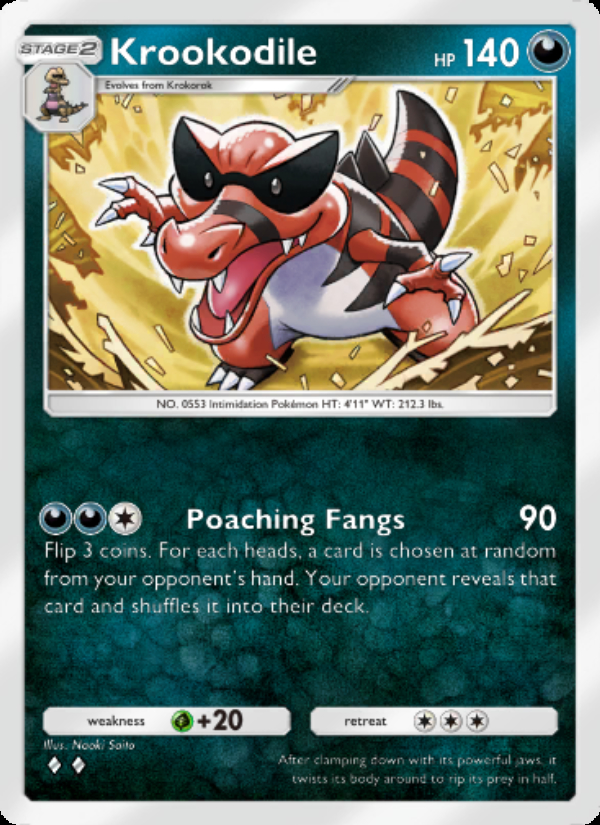 STAGE 2 Krookodile HP 140
Evolves from Krokorok
NO. 0553 Intimidation Pokémon HT: 4'11" WT: 212.3 lbs.
Poaching Fangs 90
Flip 3 coins. For each heads, a card is chosen at random
from your opponent's hand. Your opponent reveals that
card and shuffles it into their deck.
weakness +20 retreat
Illus. Naoki Saito
After clamping down with its powerful jaws, it
twists its body around to rip its prey in half.